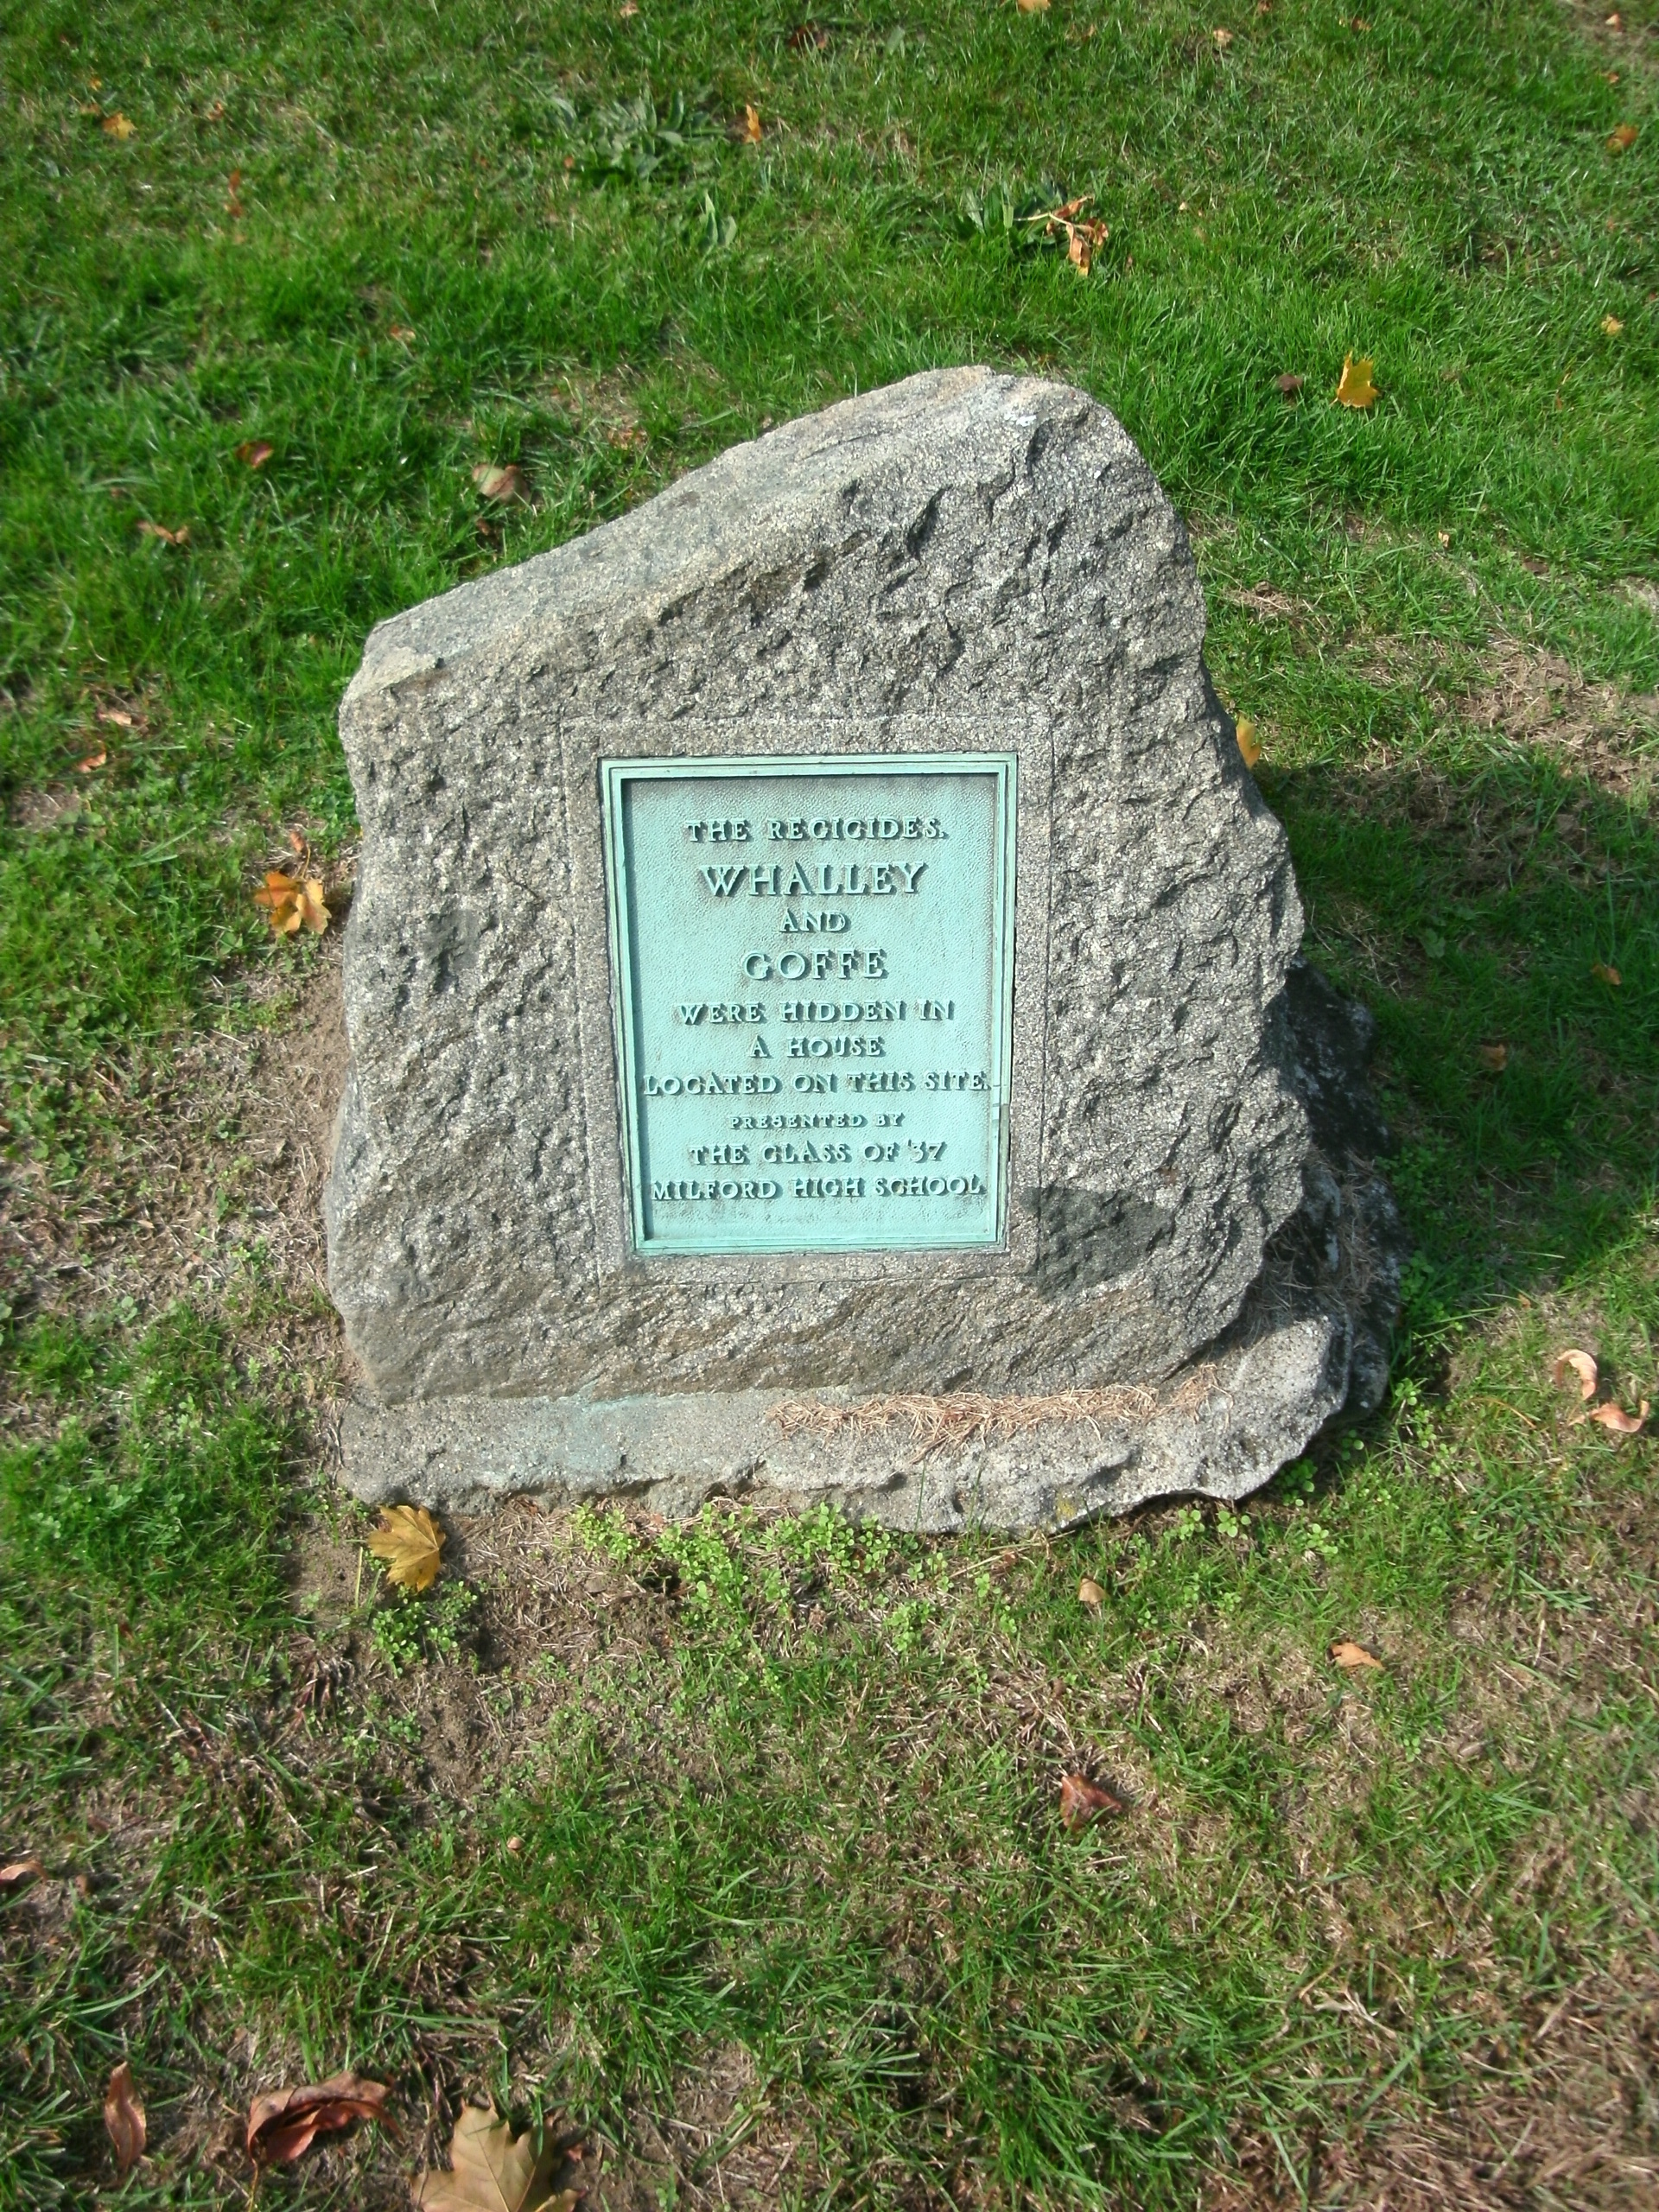 THE REGICIDES,
WHALLEY
AND
GOFFE
WERE HIDDEN IN
A HOUSE
LOCATED ON THIS SITE.
PRESENTED BY
THE CLASS OF '37
MILFORD HIGH SCHOOL